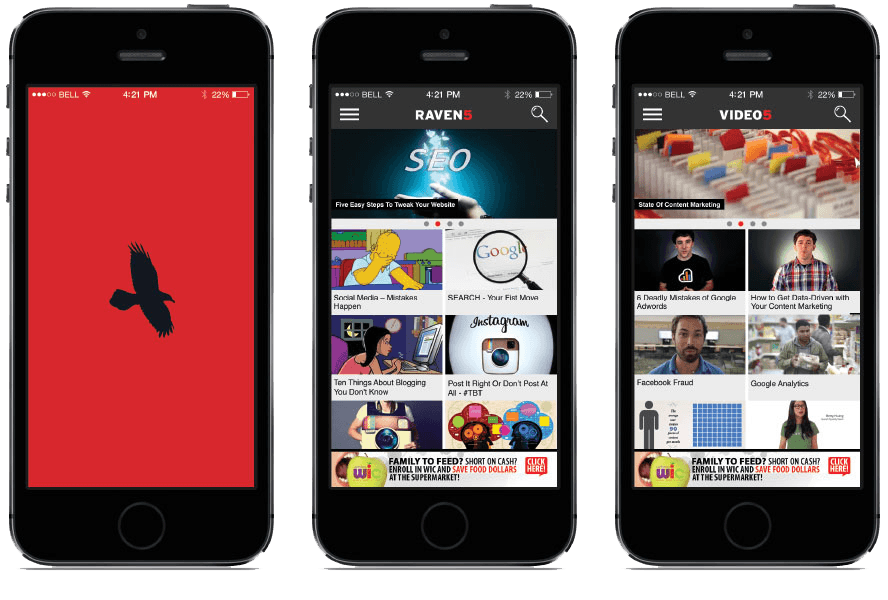 BELL 4:21 PM 22%
BELL 4:21 PM 22%
RAVEN5
SEO
Five Easy Steps To Tweak Your Website
Google
Social Media – Mistakes
Happen
SEARCH - Your Fist Move
Instagram
Ten Things About Blogging
You Don't Know
Post It Right Or Don't Post At
All - #TBT
wic
FAMILY TO FEED? SHORT ON CASH?
ENROLL IN WIC AND SAVE FOOD DOLLARS
AT THE SUPERMARKET!
CLICK
HERE!
BELL 4:21 PM 22%
VIDEO5
State Of Content Marketing
6 Deadly Mistakes of Google
Adwords
How to Get Data-Driven with
Your Content Marketing
Facebook Fraud
Google Analytics
wic
FAMILY TO FEED? SHORT ON CASH?
ENROLL IN WIC AND SAVE FOOD DOLLARS
AT THE SUPERMARKET!
CLICK
HERE!